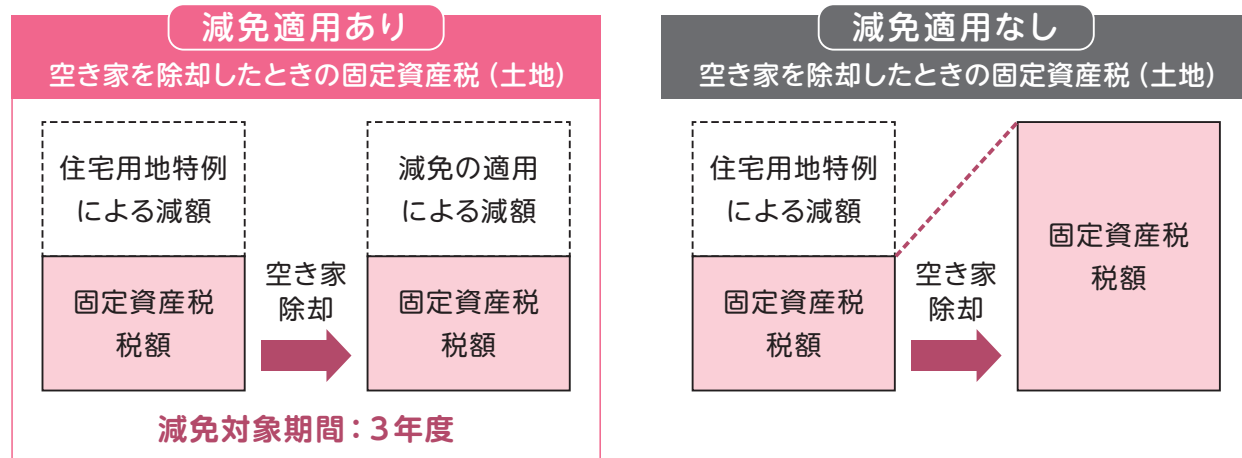 減免適用あり
空き家を除却したときの固定資産税（土地）
住宅用地特例
による減額
固定資産税
税額
空き家
除却
減免の適用
による減額
固定資産税
税額
減免対象期間：3年度
減免適用なし
空き家を除却したときの固定資産税（土地）
住宅用地特例
による減額
固定資産税
税額
空き家
除却
固定資産税
税額